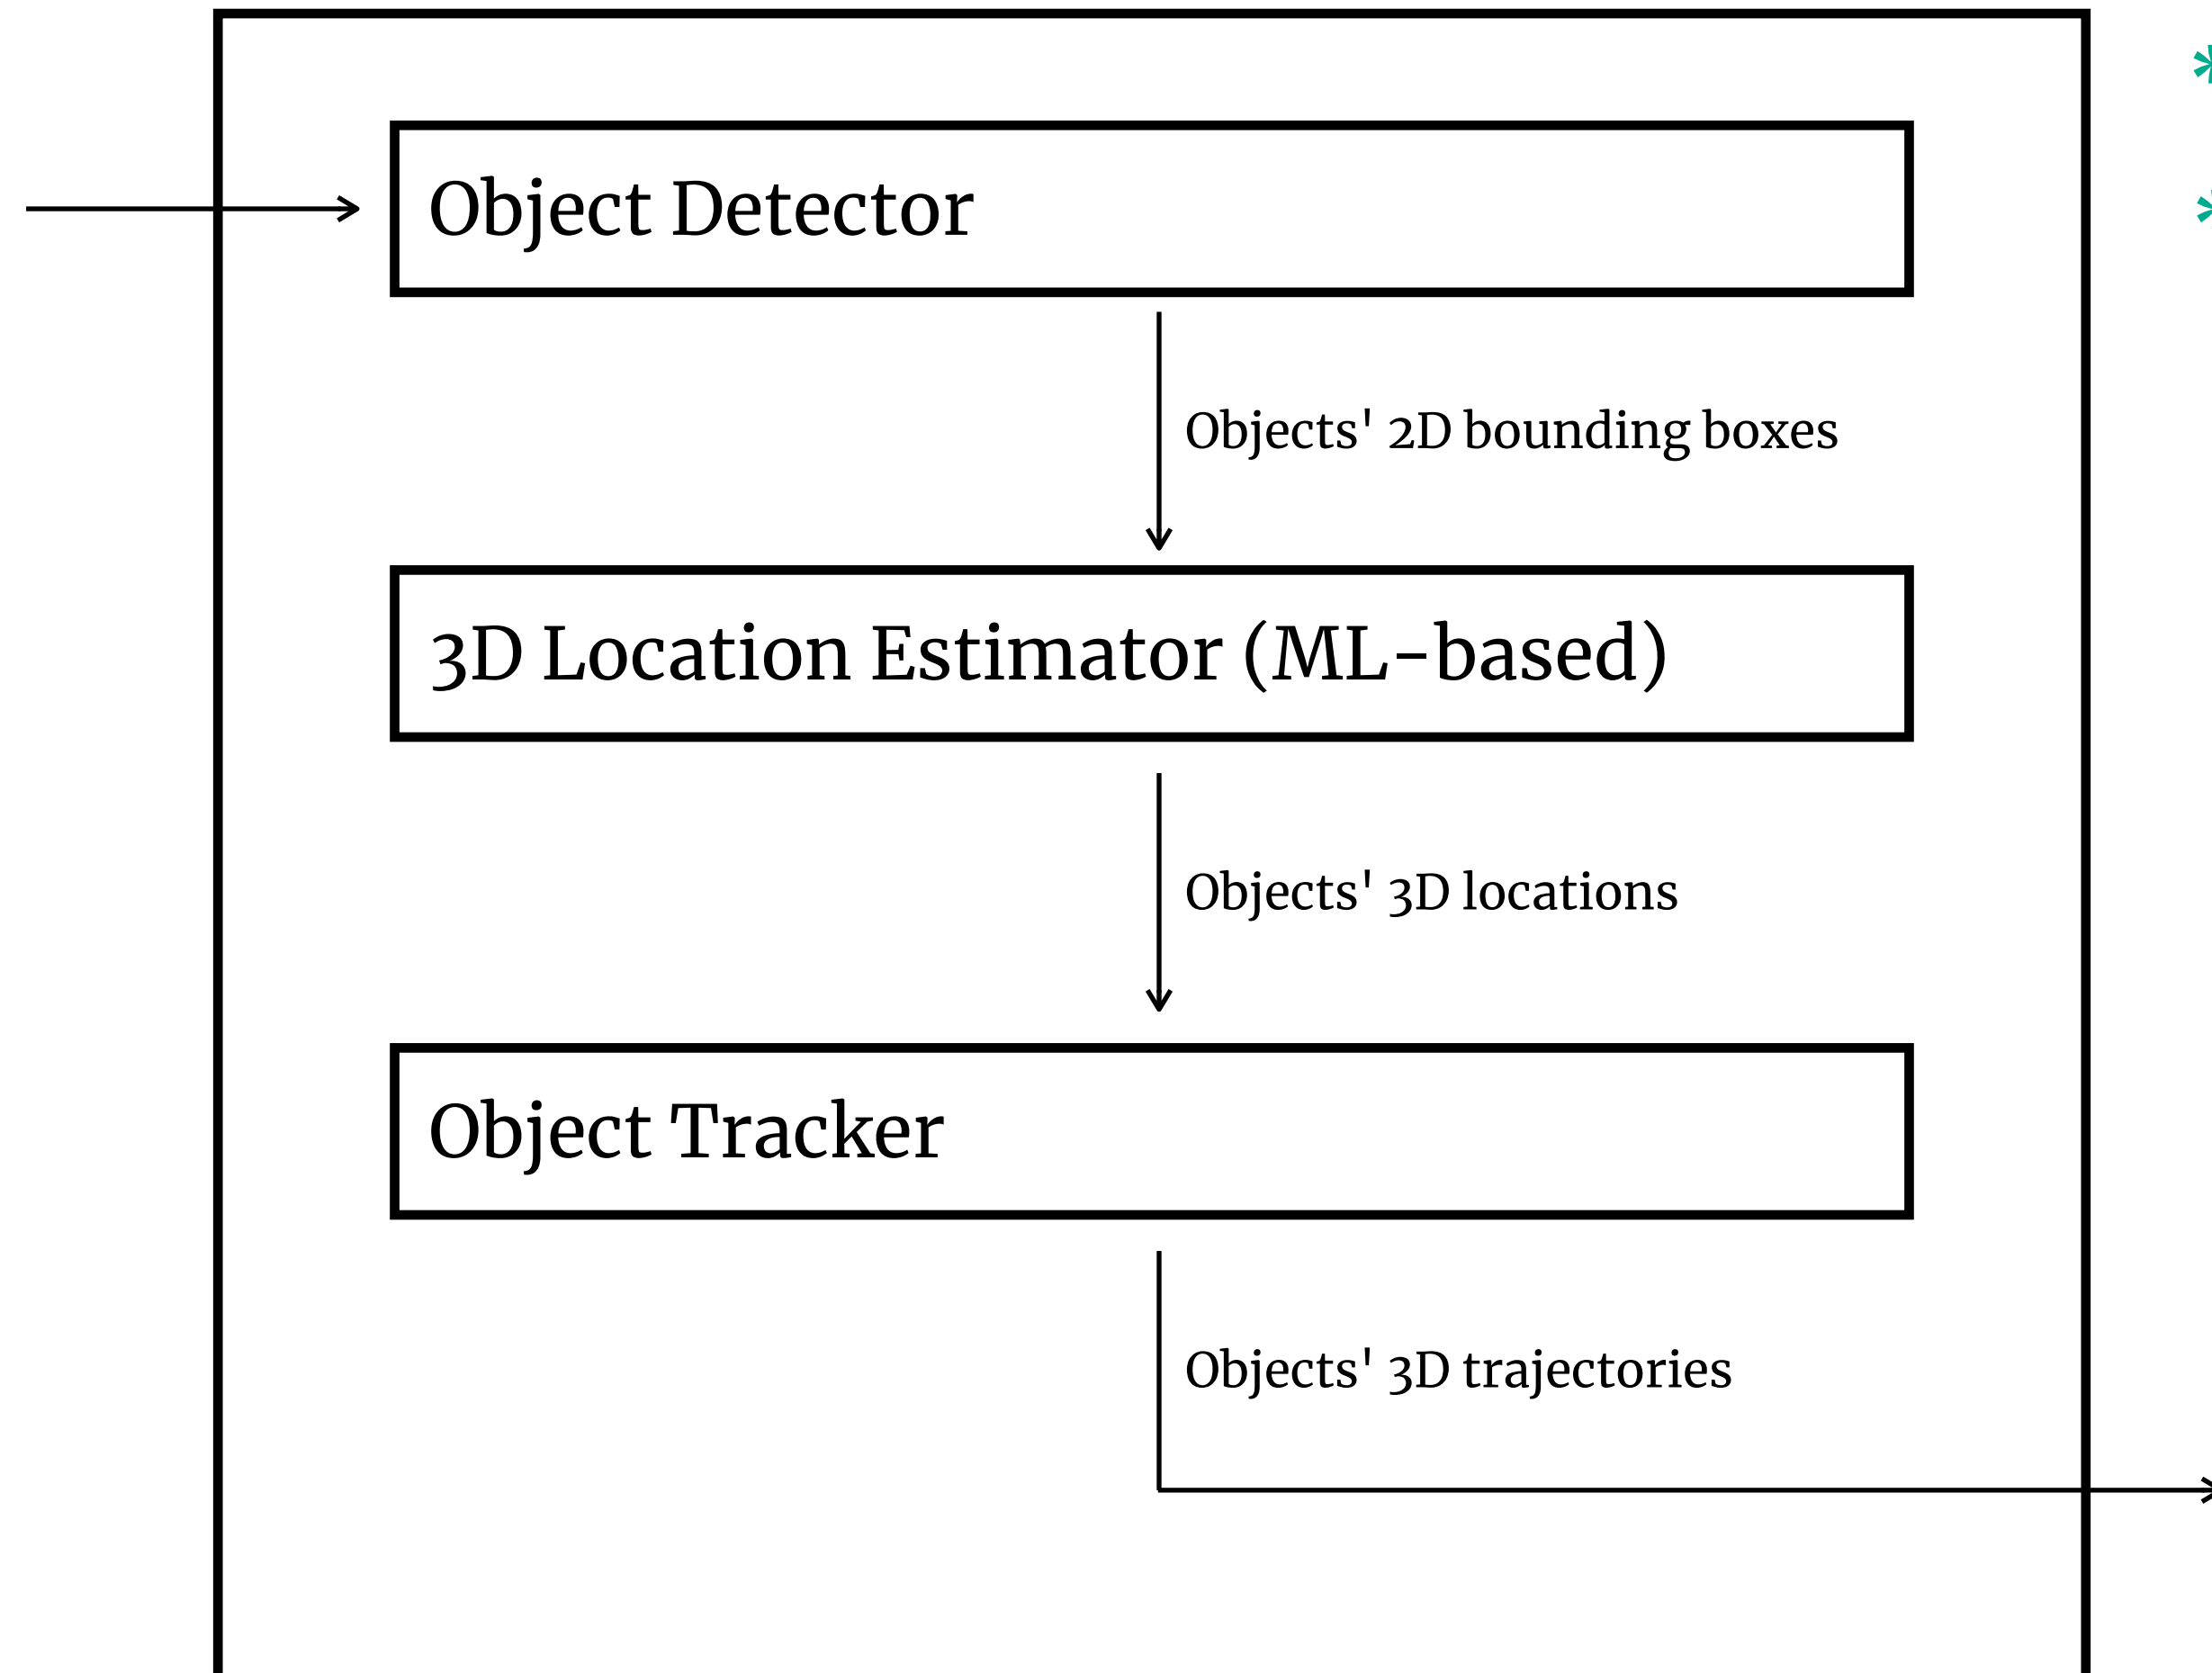 Object Detector
Objects' 2D bounding boxes
3D Location Estimator (ML-based)
Objects' 3D locations
Object Tracker
Objects' 3D trajectories